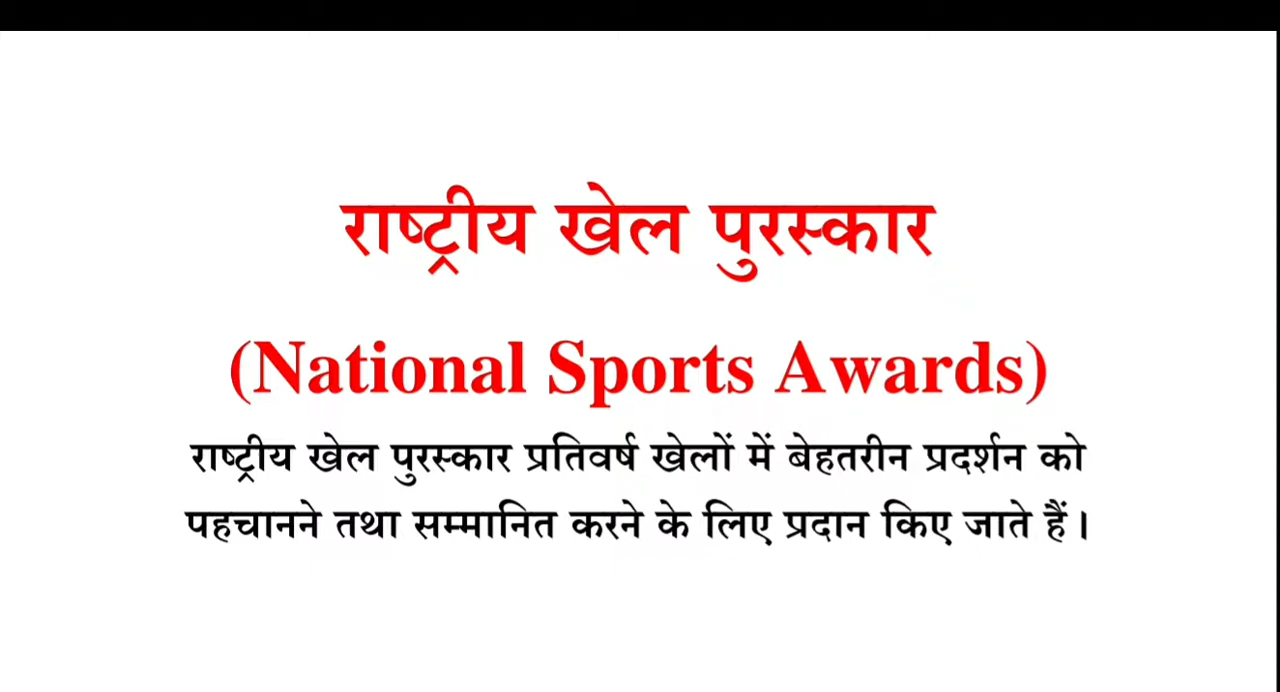 राष्ट्रीय खेल पुरस्कार
(National Sports Awards)
राष्ट्रीय खेल पुरस्कार प्रतिवर्ष खेलों में बेहतरीन प्रदर्शन को
पहचानने तथा सम्मानित करने के लिए प्रदान किए जाते हैं।